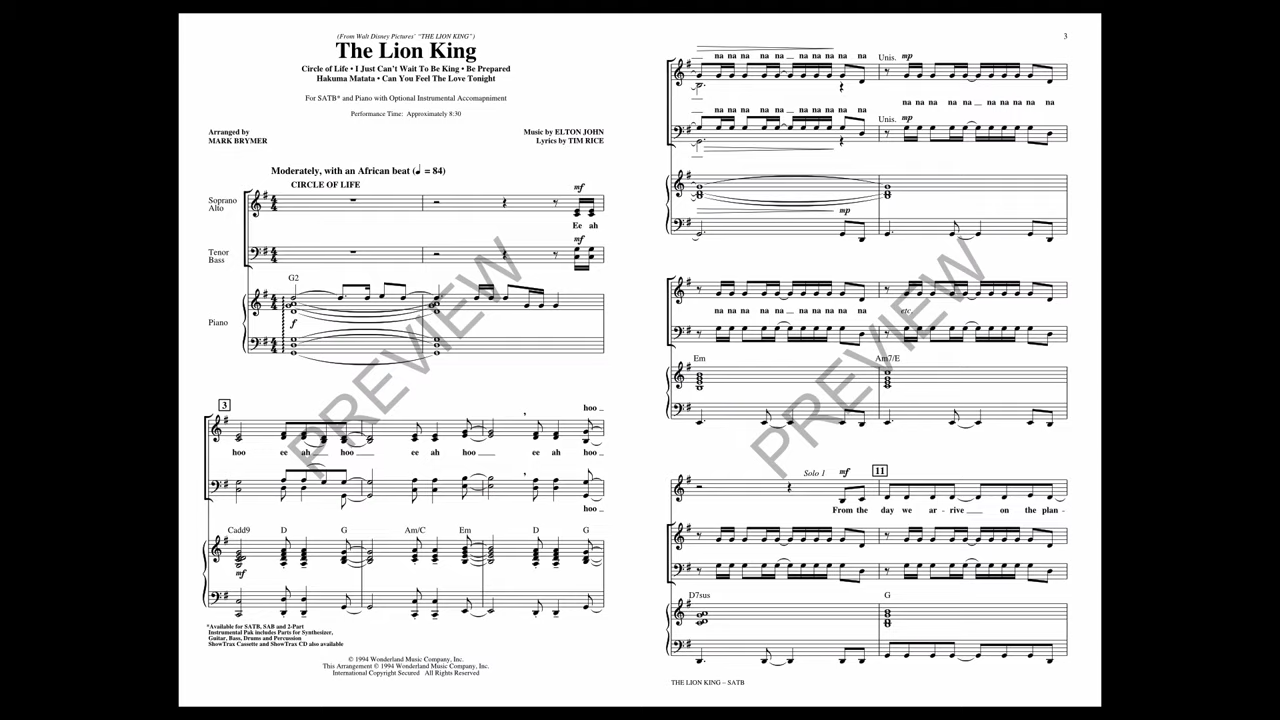 (From Walt Disney Pictures' "THE LION KING")
The Lion King
Circle of Life • I Just Can't Wait To Be King • Be Prepared
Hakuma Matata • Can You Feel The Love Tonight
For SATB* and Piano with Optional Instrumental Accomapniment
Performance Time: Approximately 8:30
Arranged by
MARK BRYMER
Music by ELTON JOHN
Lyrics by TIM RICE
Moderately, with an African beat (♩ = 84)
CIRCLE OF LIFE
mf
Soprano
Alto
Ee ah
mf
Tenor
Bass
G2
Piano
f
3
hoo _
hoo ee ah ___ hoo ___ ee ah hoo ___ ee ah hoo _
hoo _
Cadd9 D G Am/C Em D G
mf
*Available for SATB, SAB and 2-Part
Instrumental Pak includes Parts for Synthesizer,
Guitar, Bass, Drums and Percussion
ShowTrax Cassette and ShowTrax CD also available
© 1994 Wonderland Music Company, Inc.
This Arrangement © 1994 Wonderland Music Company, Inc.
International Copyright Secured All Rights Reserved
PREVIEW
3
na na na na _ na na na na Unis. mp
na na na na _ na na na na
na na na na _ na na na na
Unis. mp
mp
na na na na _ na na na na etc.
Em Am7/E
Solo 1 mf 11
From the day we ar - rive ___ on the plan -
D7sus G
THE LION KING – SATB
PREVIEW